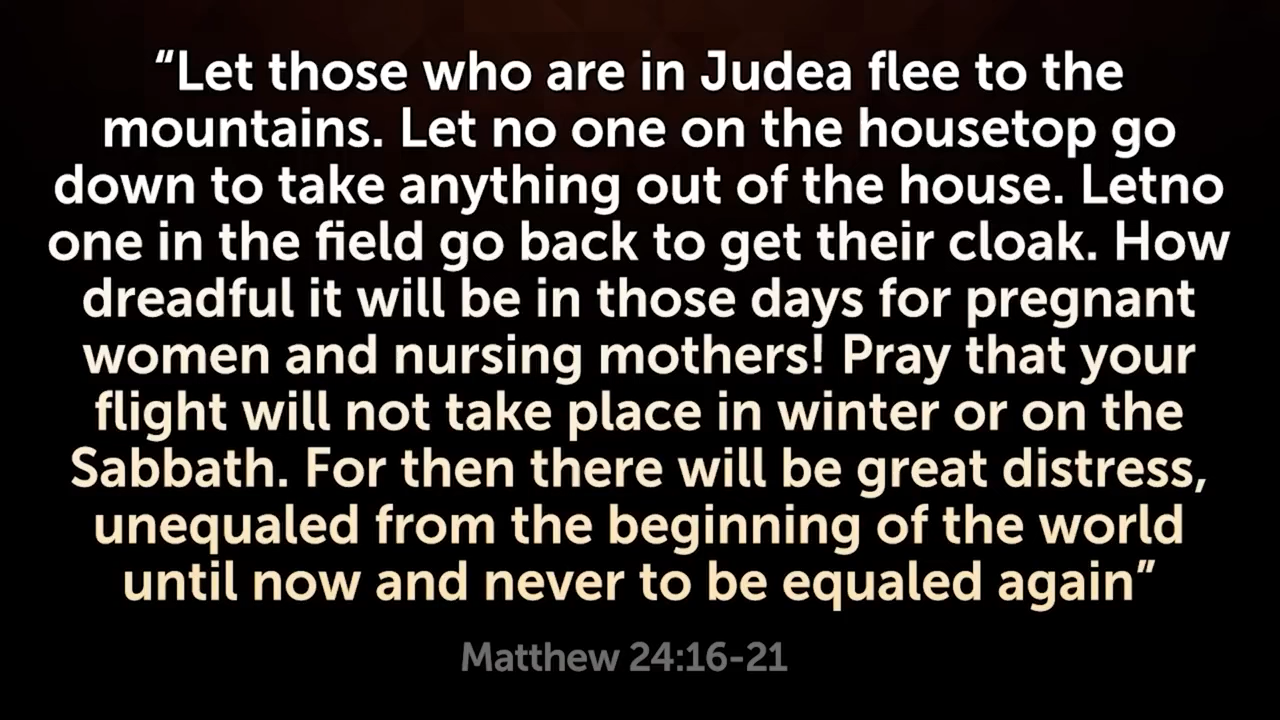 “Let those who are in Judea flee to the
mountains. Let no one on the housetop go
down to take anything out of the house. Letno
one in the field go back to get their cloak. How
dreadful it will be in those days for pregnant
women and nursing mothers! Pray that your
flight will not take place in winter or on the
Sabbath. For then there will be great distress,
unequaled from the beginning of the world
until now and never to be equaled again”
Matthew 24:16-21